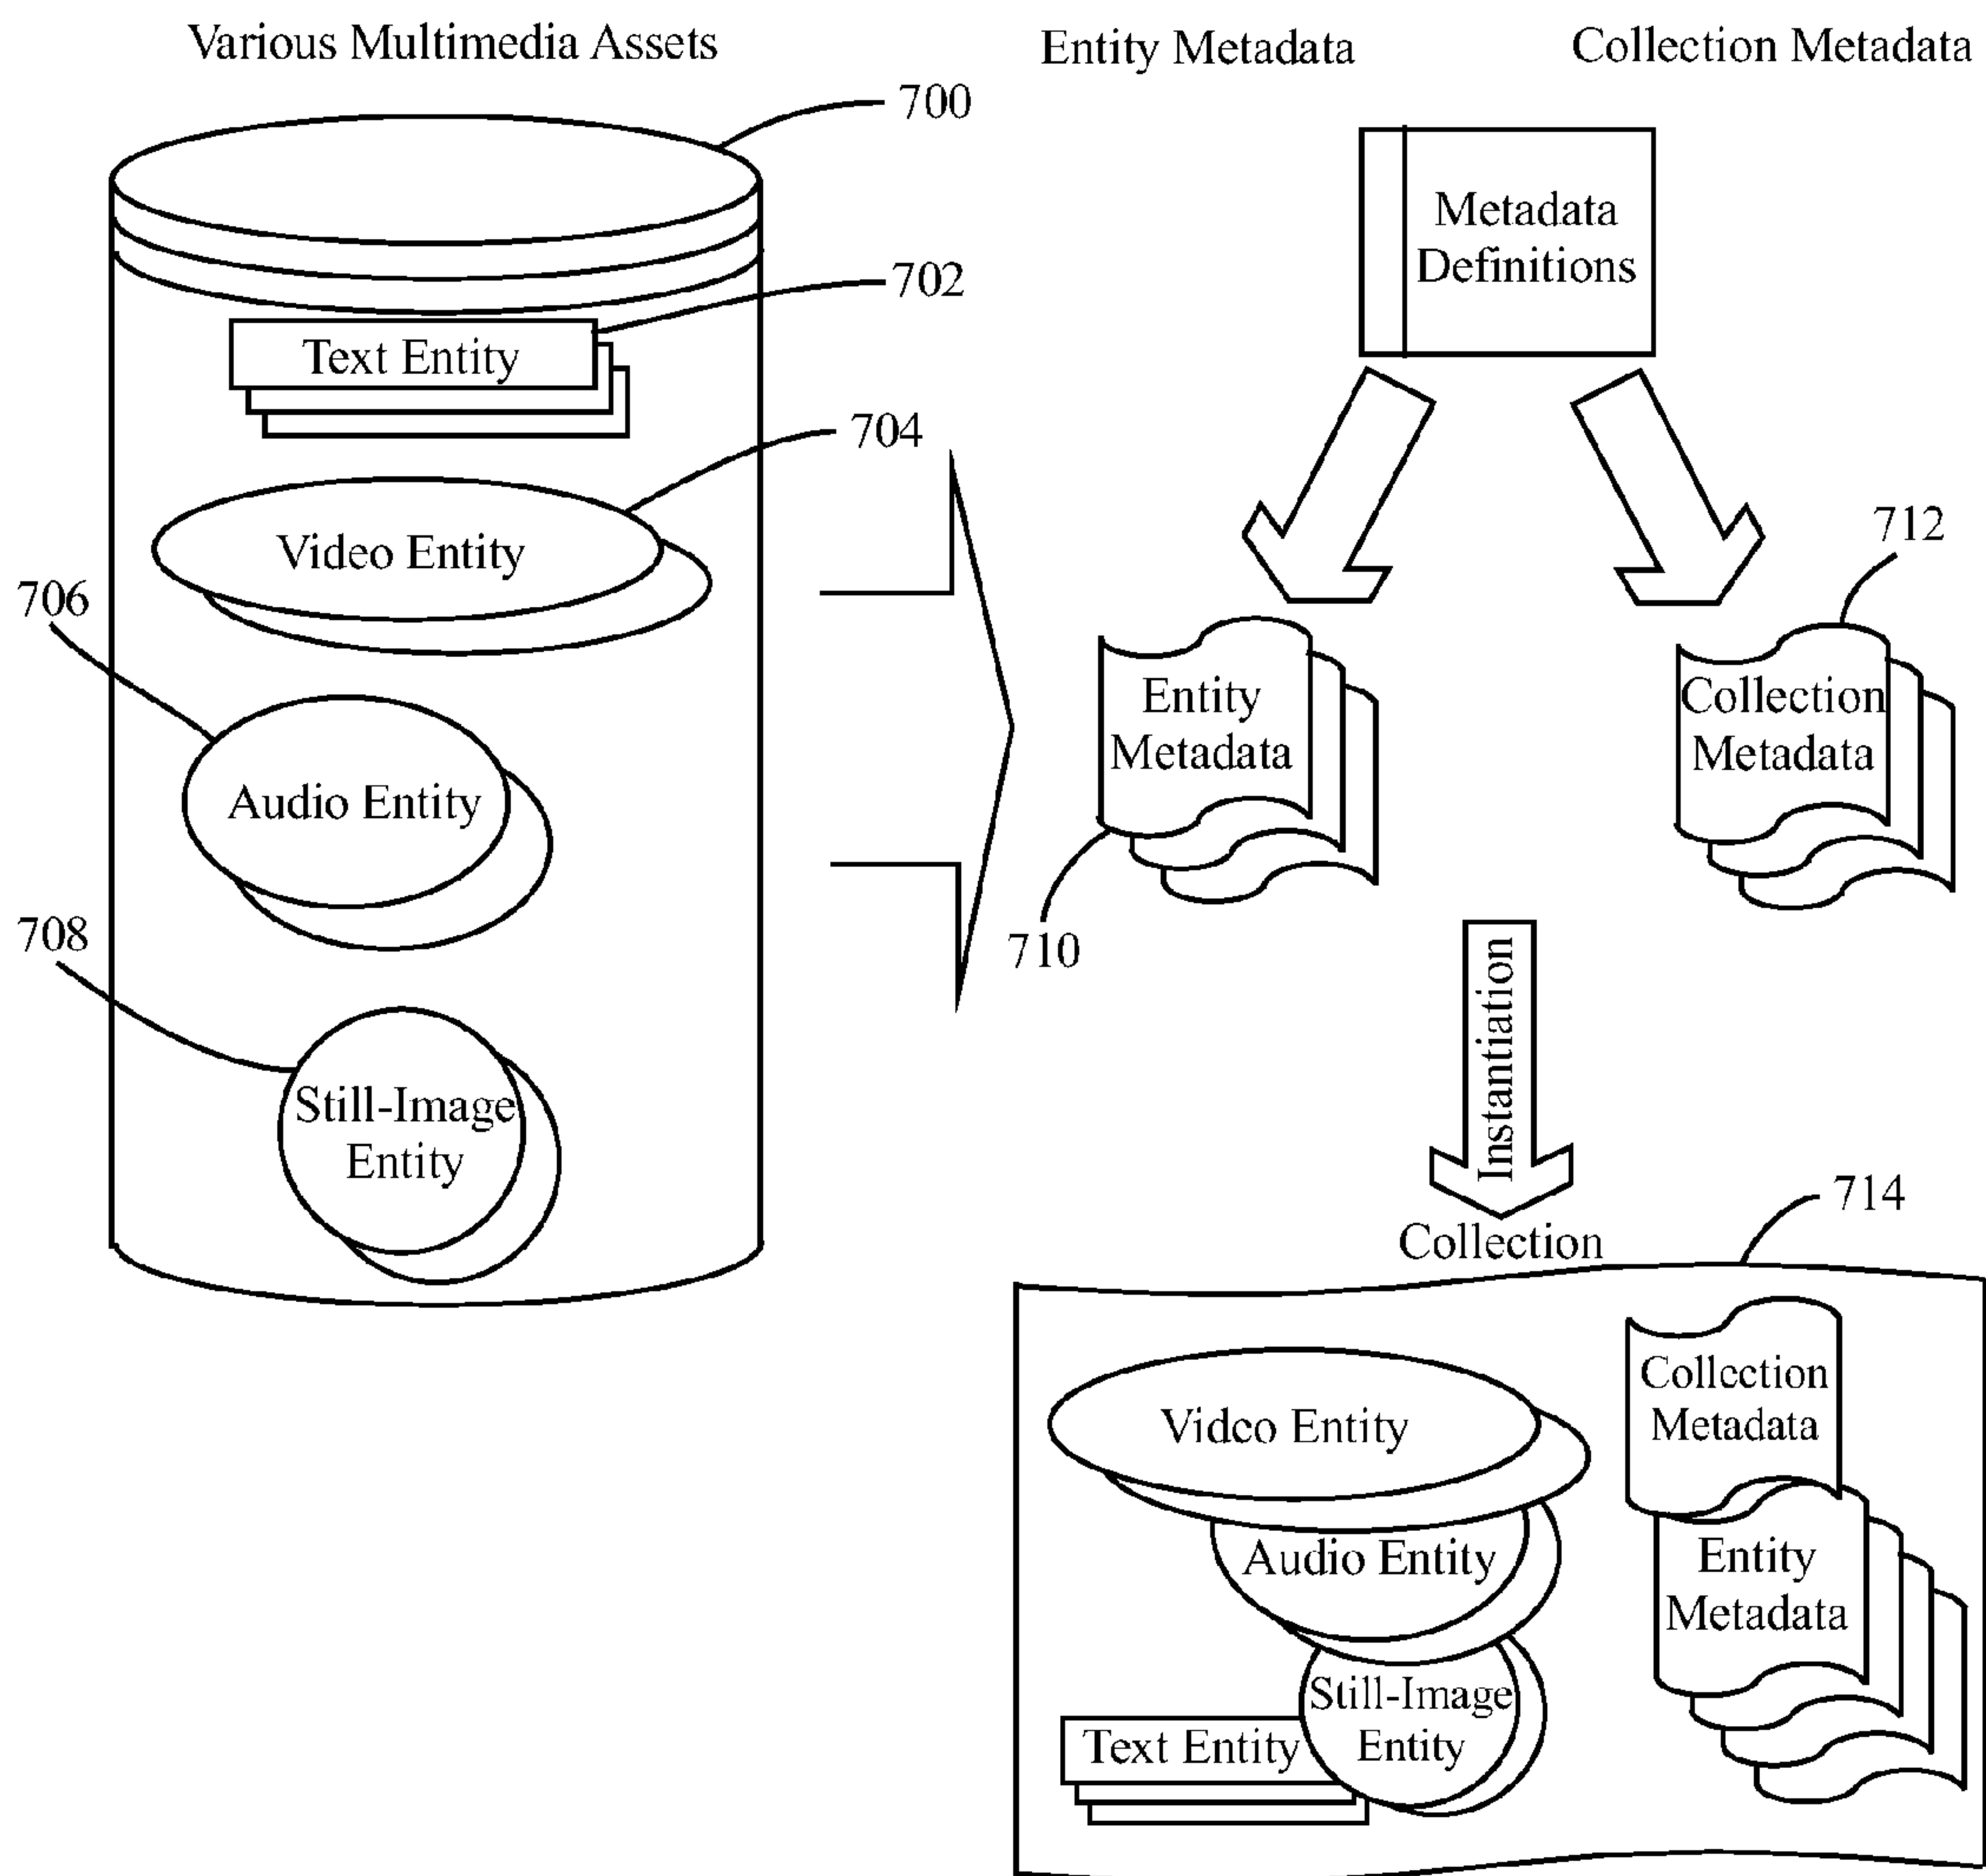 Various Multimedia Assets
Entity Metadata
Collection Metadata
700
Metadata
Definitions
702
Text Entity
704
Video Entity
712
706
Entity
Metadata
Collection
Metadata
Audio Entity
708
710
Still-Image
Entity
Instantiation
714
Collection
Collection
Metadata
Video Entity
Audio Entity
Entity
Metadata
Still-Image
Entity
Text Entity